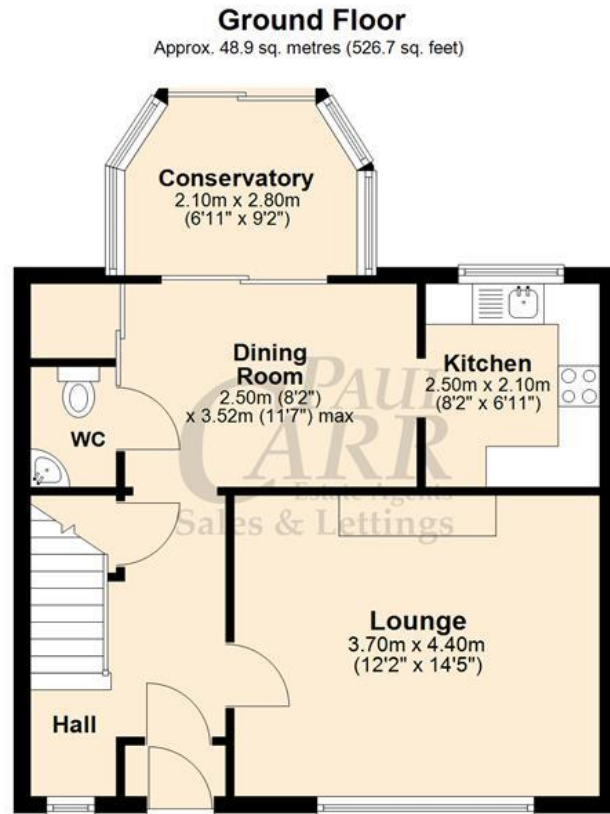 Ground Floor
Approx. 48.9 sq. metres (526.7 sq. feet)
Conservatory
2.10m x 2.80m
(6'11" x 9'2")
Dining
Room
2.50m (8'2")
x 3.52m (11'7") max
Kitchen
2.50m x 2.10m
(8'2" x 6'11")
WC
PAUL
CARR
Estate Agents
Sales & Lettings
Lounge
3.70m x 4.40m
(12'2" x 14'5")
Hall